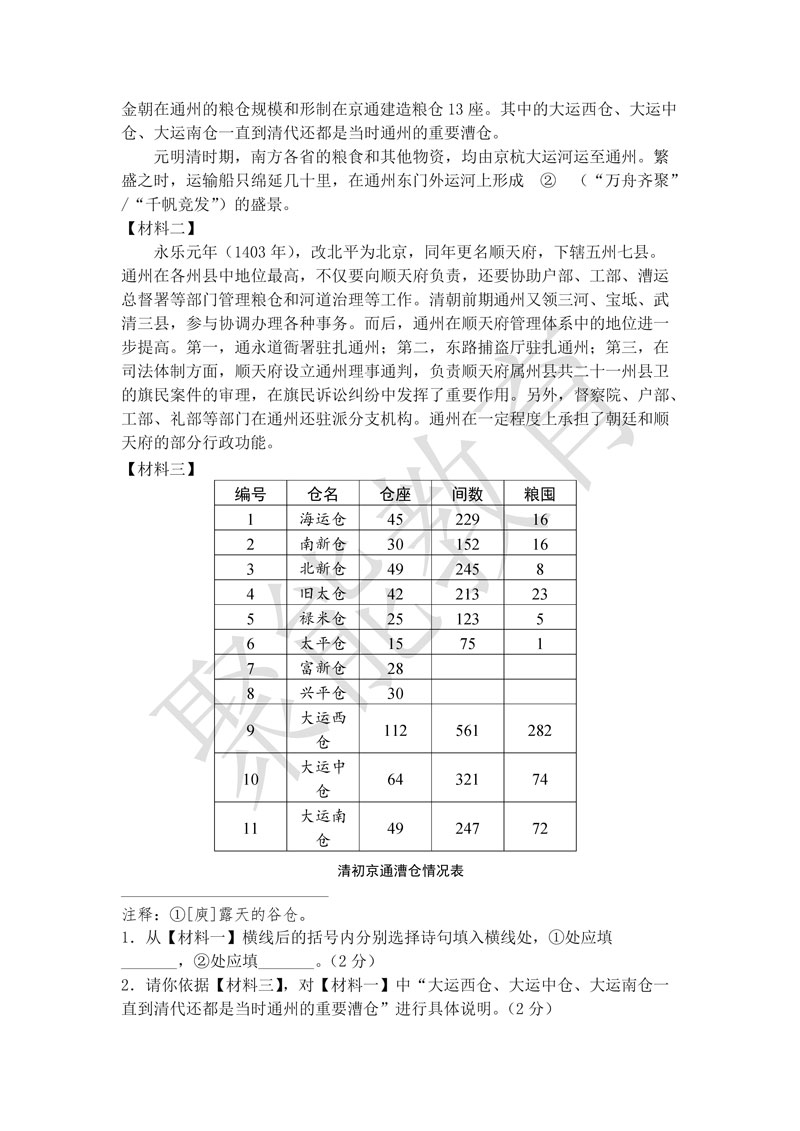 金朝在通州的粮仓规模和形制在京通建造粮仓 13 座。其中的大运西仓、大运中
仓、大运南仓一直到清代还都是当时通州的重要漕仓。
元明清时期，南方各省的粮食和其他物资，均由京杭大运河运至通州。繁
盛之时，运输船只绵延几十里，在通州东门外运河上形成 ② （“万舟齐聚”
/“千帆竞发”）的盛景。
【材料二】
永乐元年（1403 年），改北平为北京，同年更名顺天府，下辖五州七县。
通州在各州县中地位最高，不仅要向顺天府负责，还要协助户部、工部、漕运
总督署等部门管理粮仓和河道治理等工作。清朝前期通州又领三河、宝坻、武
清三县，参与协调办理各种事务。而后，通州在顺天府管理体系中的地位进一
步提高。第一，通永道衙署驻扎通州；第二，东路捕盗厅驻扎通州；第三，在
司法体制方面，顺天府设立通州理事通判，负责顺天府属州县共二十一州县卫
的旗民案件的审理，在旗民诉讼纠纷中发挥了重要作用。另外，督察院、户部、
工部、礼部等部门在通州还驻派分支机构。通州在一定程度上承担了朝廷和顺
天府的部分行政功能。
【材料三】
编号 仓名 仓座 间数 粮囤
1 海运仓 45 229 16
2 南新仓 30 152 16
3 北新仓 49 245 8
4 旧太仓 42 213 23
5 禄米仓 25 123 5
6 太平仓 15 75 1
7 富新仓 28
8 兴平仓 30
9 大运西
仓 112 561 282
10 大运中
仓 64 321 74
11 大运南
仓 49 247 72
清初京通漕仓情况表
注释：①[庾]露天的谷仓。
1．从【材料一】横线后的括号内分别选择诗句填入横线处，①处应填
_______，②处应填_______。（2 分）
2．请你依据【材料三】，对【材料一】中“大运西仓、大运中仓、大运南仓一
直到清代还都是当时通州的重要漕仓”进行具体说明。（2 分）
聚能教育